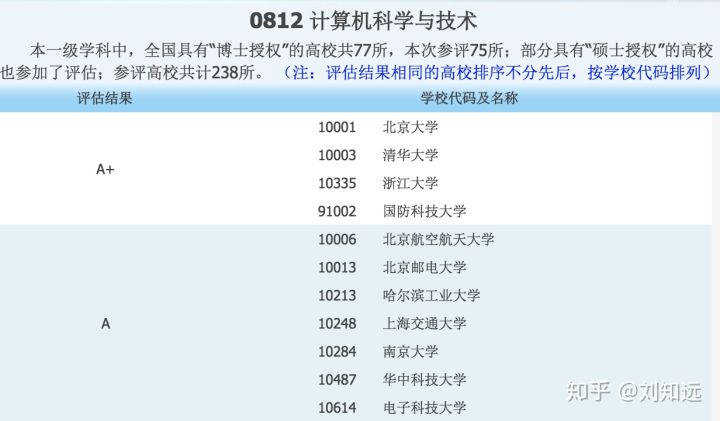 0812 计算机科学与技术
本一级学科中，全国具有“博士授权”的高校共77所，本次参评75所；部分具有“硕士授权”的高校
也参加了评估；参评高校共计238所。（注：评估结果相同的高校排序不分先后，按学校代码排列）
评估结果 学校代码及名称
A+
10001 北京大学
10003 清华大学
10335 浙江大学
91002 国防科技大学
A
10006 北京航空航天大学
10013 北京邮电大学
10213 哈尔滨工业大学
10248 上海交通大学
10284 南京大学
10487 华中科技大学
10614 电子科技大学
知乎 @刘知远